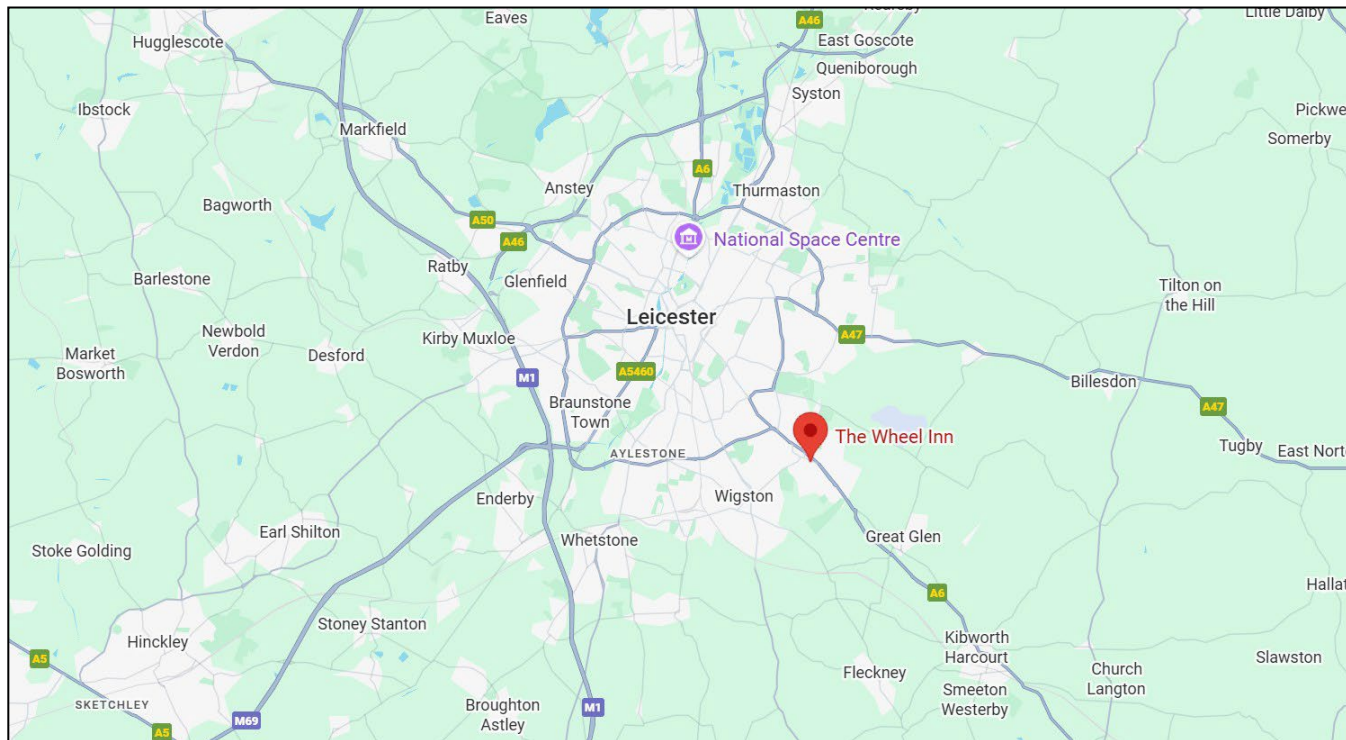 Eaves
A46
Little Dalby
Hugglescote
East Goscote
Queniborough
Ibstock
Syston
Markfield
Pickwe
Somerby
A6
Anstey
Thurmaston
Bagworth
A50
A46
National Space Centre
Ratby
Glenfield
Barlestone
Tilton on
the Hill
Leicester
Newbold
Verdon
Kirby Muxloe
A47
Market
Bosworth
Desford
M1
A5460
Billesdon
Braunstone
Town
A47
The Wheel Inn
Tugby
East Nort
AYLESTONE
Enderby
Wigston
Earl Shilton
Great Glen
Stoke Golding
Whetstone
Hallat
A6
Stoney Stanton
Hinckley
Kibworth
Harcourt
A5
Fleckney
Church
Langton
Slawston
Smeeton
Westerby
SKETCHLEY
Broughton
Astley
M1
M69
A5